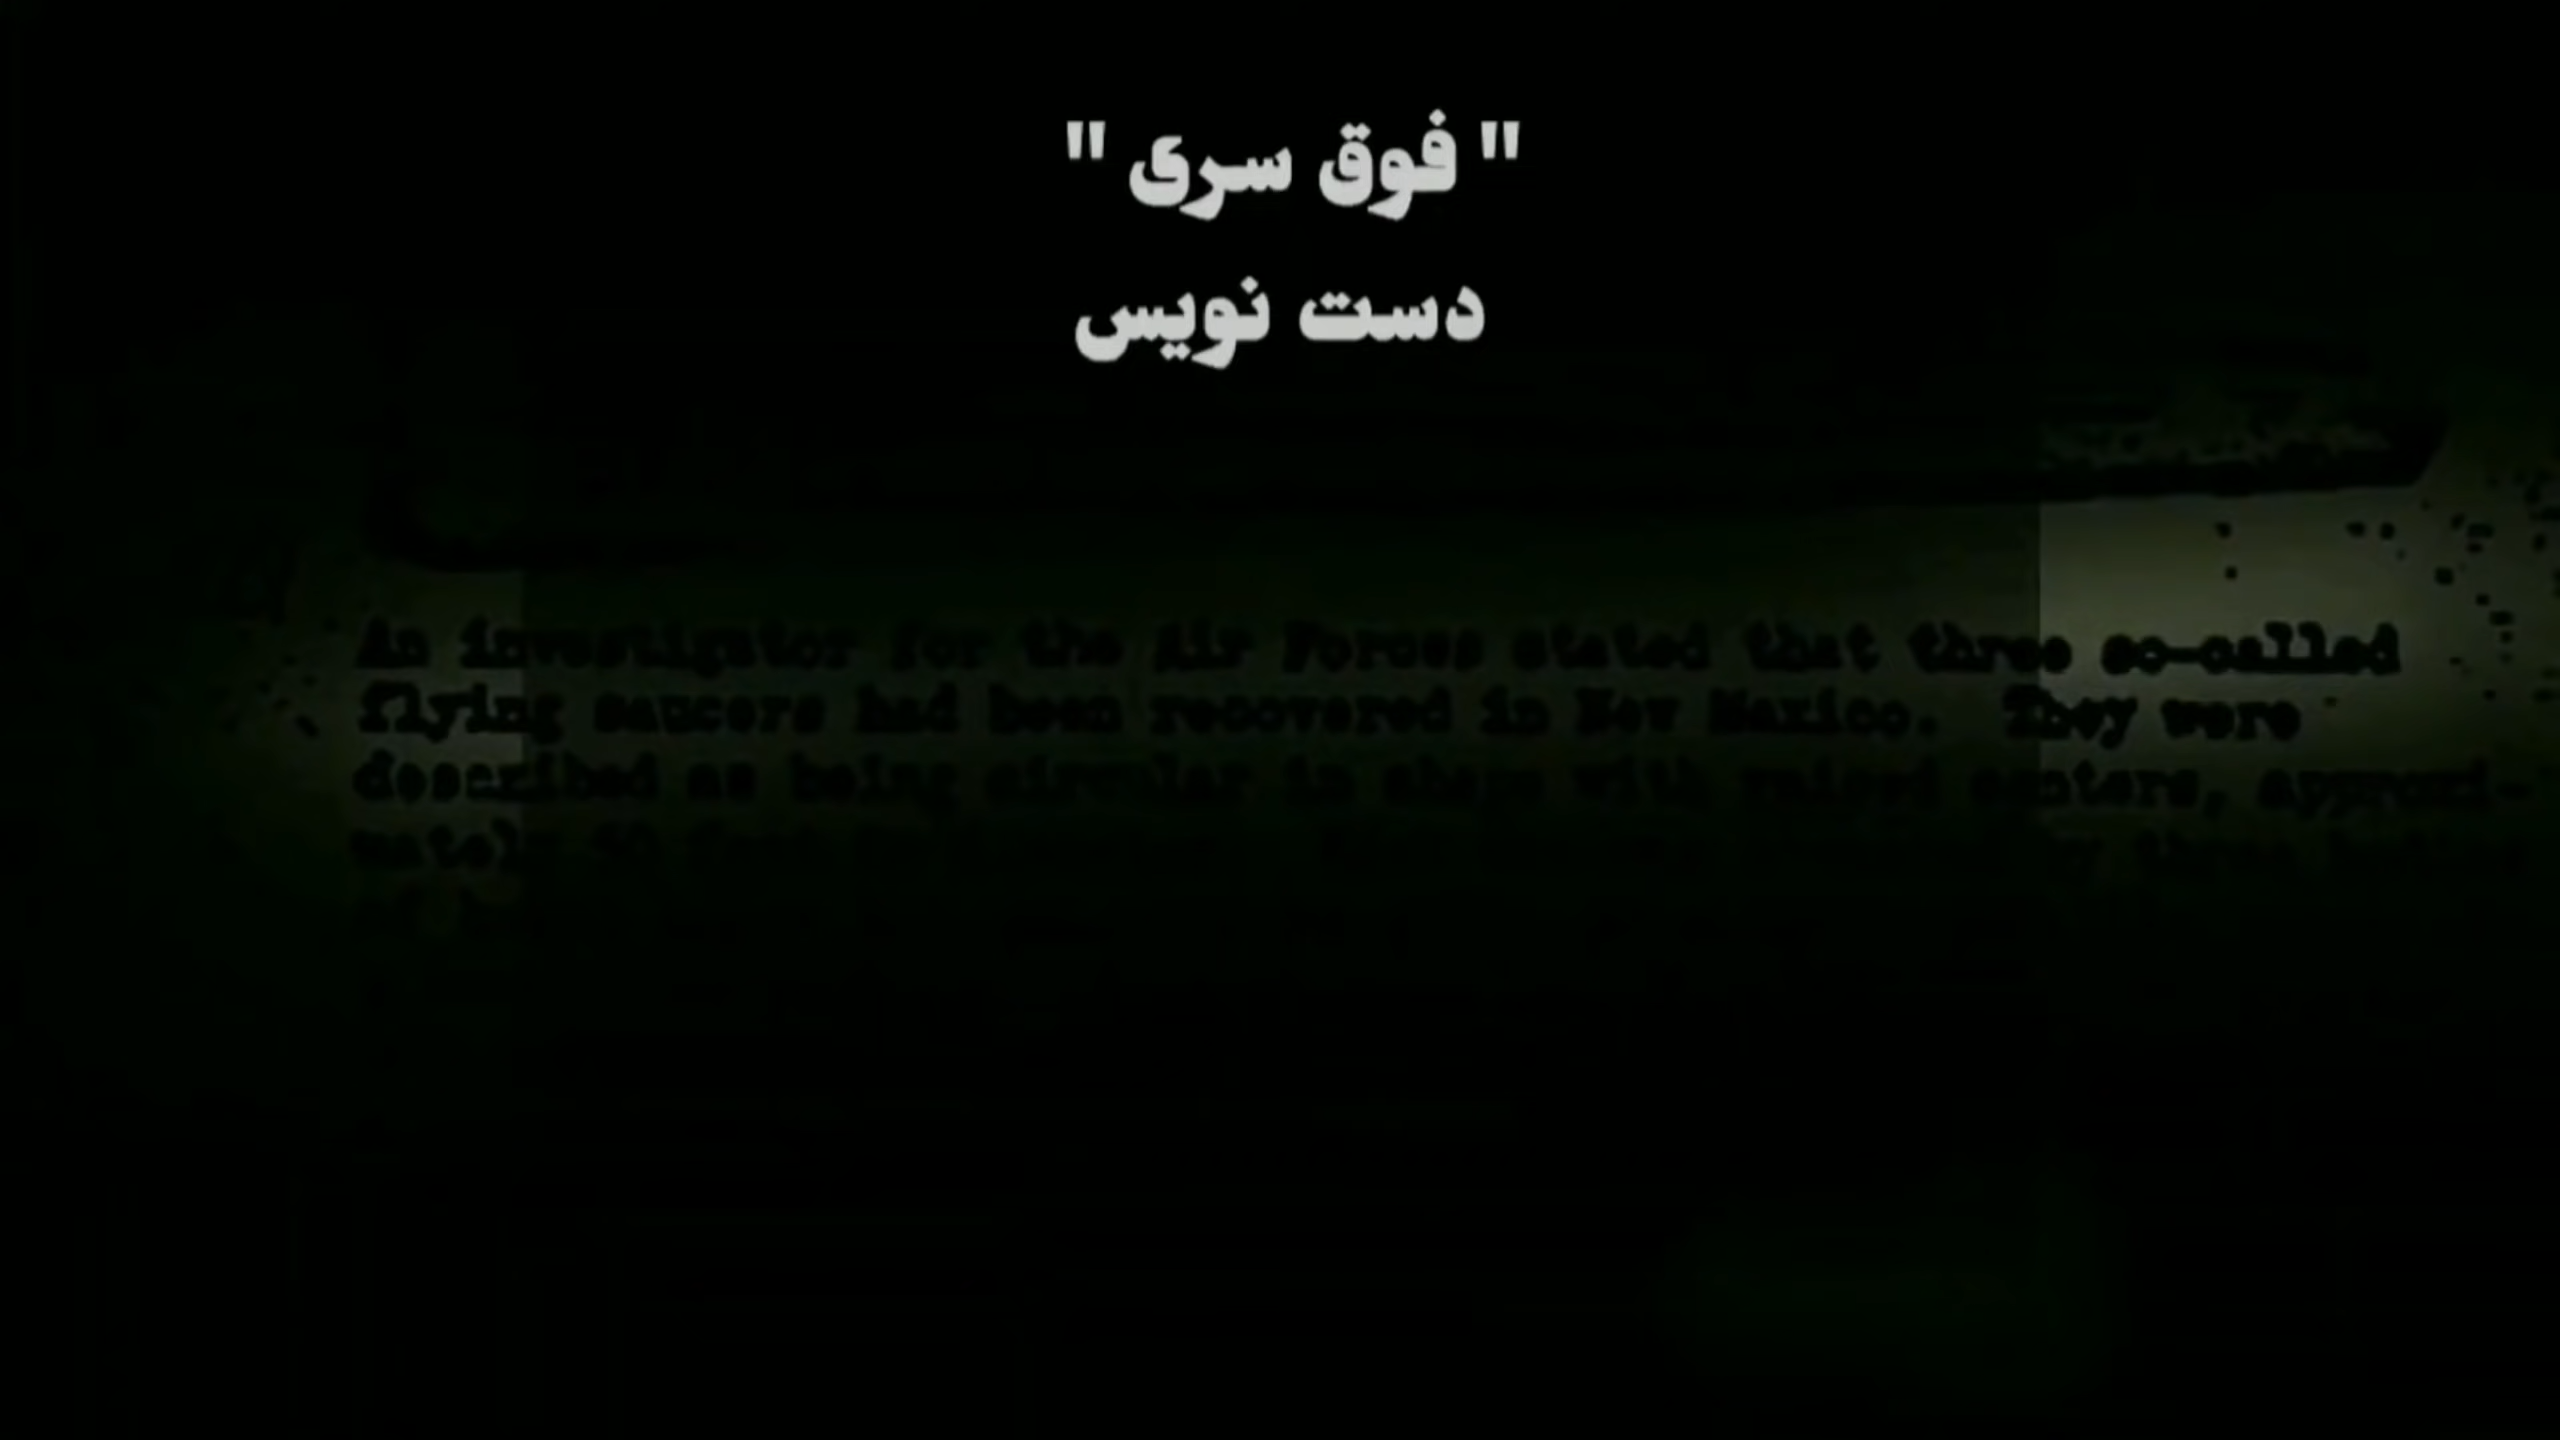 " فوق سری "
دست نویس
An investigator for the Air Forces stated that three so-called
flying saucers had been recovered in New Mexico. They were
described as being circular in shape with raised centers, approxi-
mately